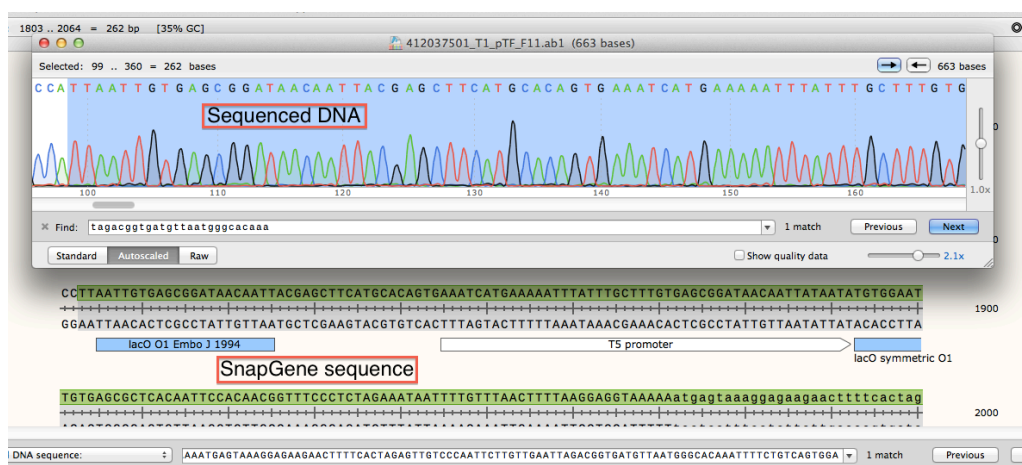 1803 .. 2064 = 262 bp [35% GC]
412037501_T1_pTF_F11.ab1 (663 bases)
Selected: 99 .. 360 = 262 bases
663 bases
CCATTAATTGTGAGCGGATAACAATTACGAGCTTCATGCACAGTGAAATCATGAAAAATTTATTTGCTTTGTG
Sequenced DNA
100 110 120 130 140 150 160
1.0x
Find: tagacggtgatgttaatgggcacaaa 1 match Previous Next
Standard Autoscaled Raw Show quality data 2.1x
CCTTAATTGTGAGCGGATAACAATTACGAGCTTCATGCACAGTGAAATCATGAAAAATTTATTTGCTTTGTGAGCGGATAACAATTATAATATGTGGAAT
1900
GGAATTAACACTCGCCTATTGTTAATGCTCGAAGTACGTGTCACTTTAGTACTTTTTAAATAAACGAAACACTCGCCTATTGTTAATATTATACACCTTA
lacO O1 Embo J 1994 T5 promoter
lacO symmetric O1
SnapGene sequence
TGTGAGCGCTCACAATTCCACAACGGTTTCCCTCTAGAAATAATTTTGTTTAACTTTTAAGGAGGTAAAAAatgagtaaaggagaagaacttttcactag
2000
DNA sequence: AAATGAGTAAAGGAGAAGAACTTTTCACTAGAGTTGTCCCAATTCTTGTTGAATTAGACGGTGATGTTAATGGGCACAAATTTTCTGTCAGTGGA 1 match Previous